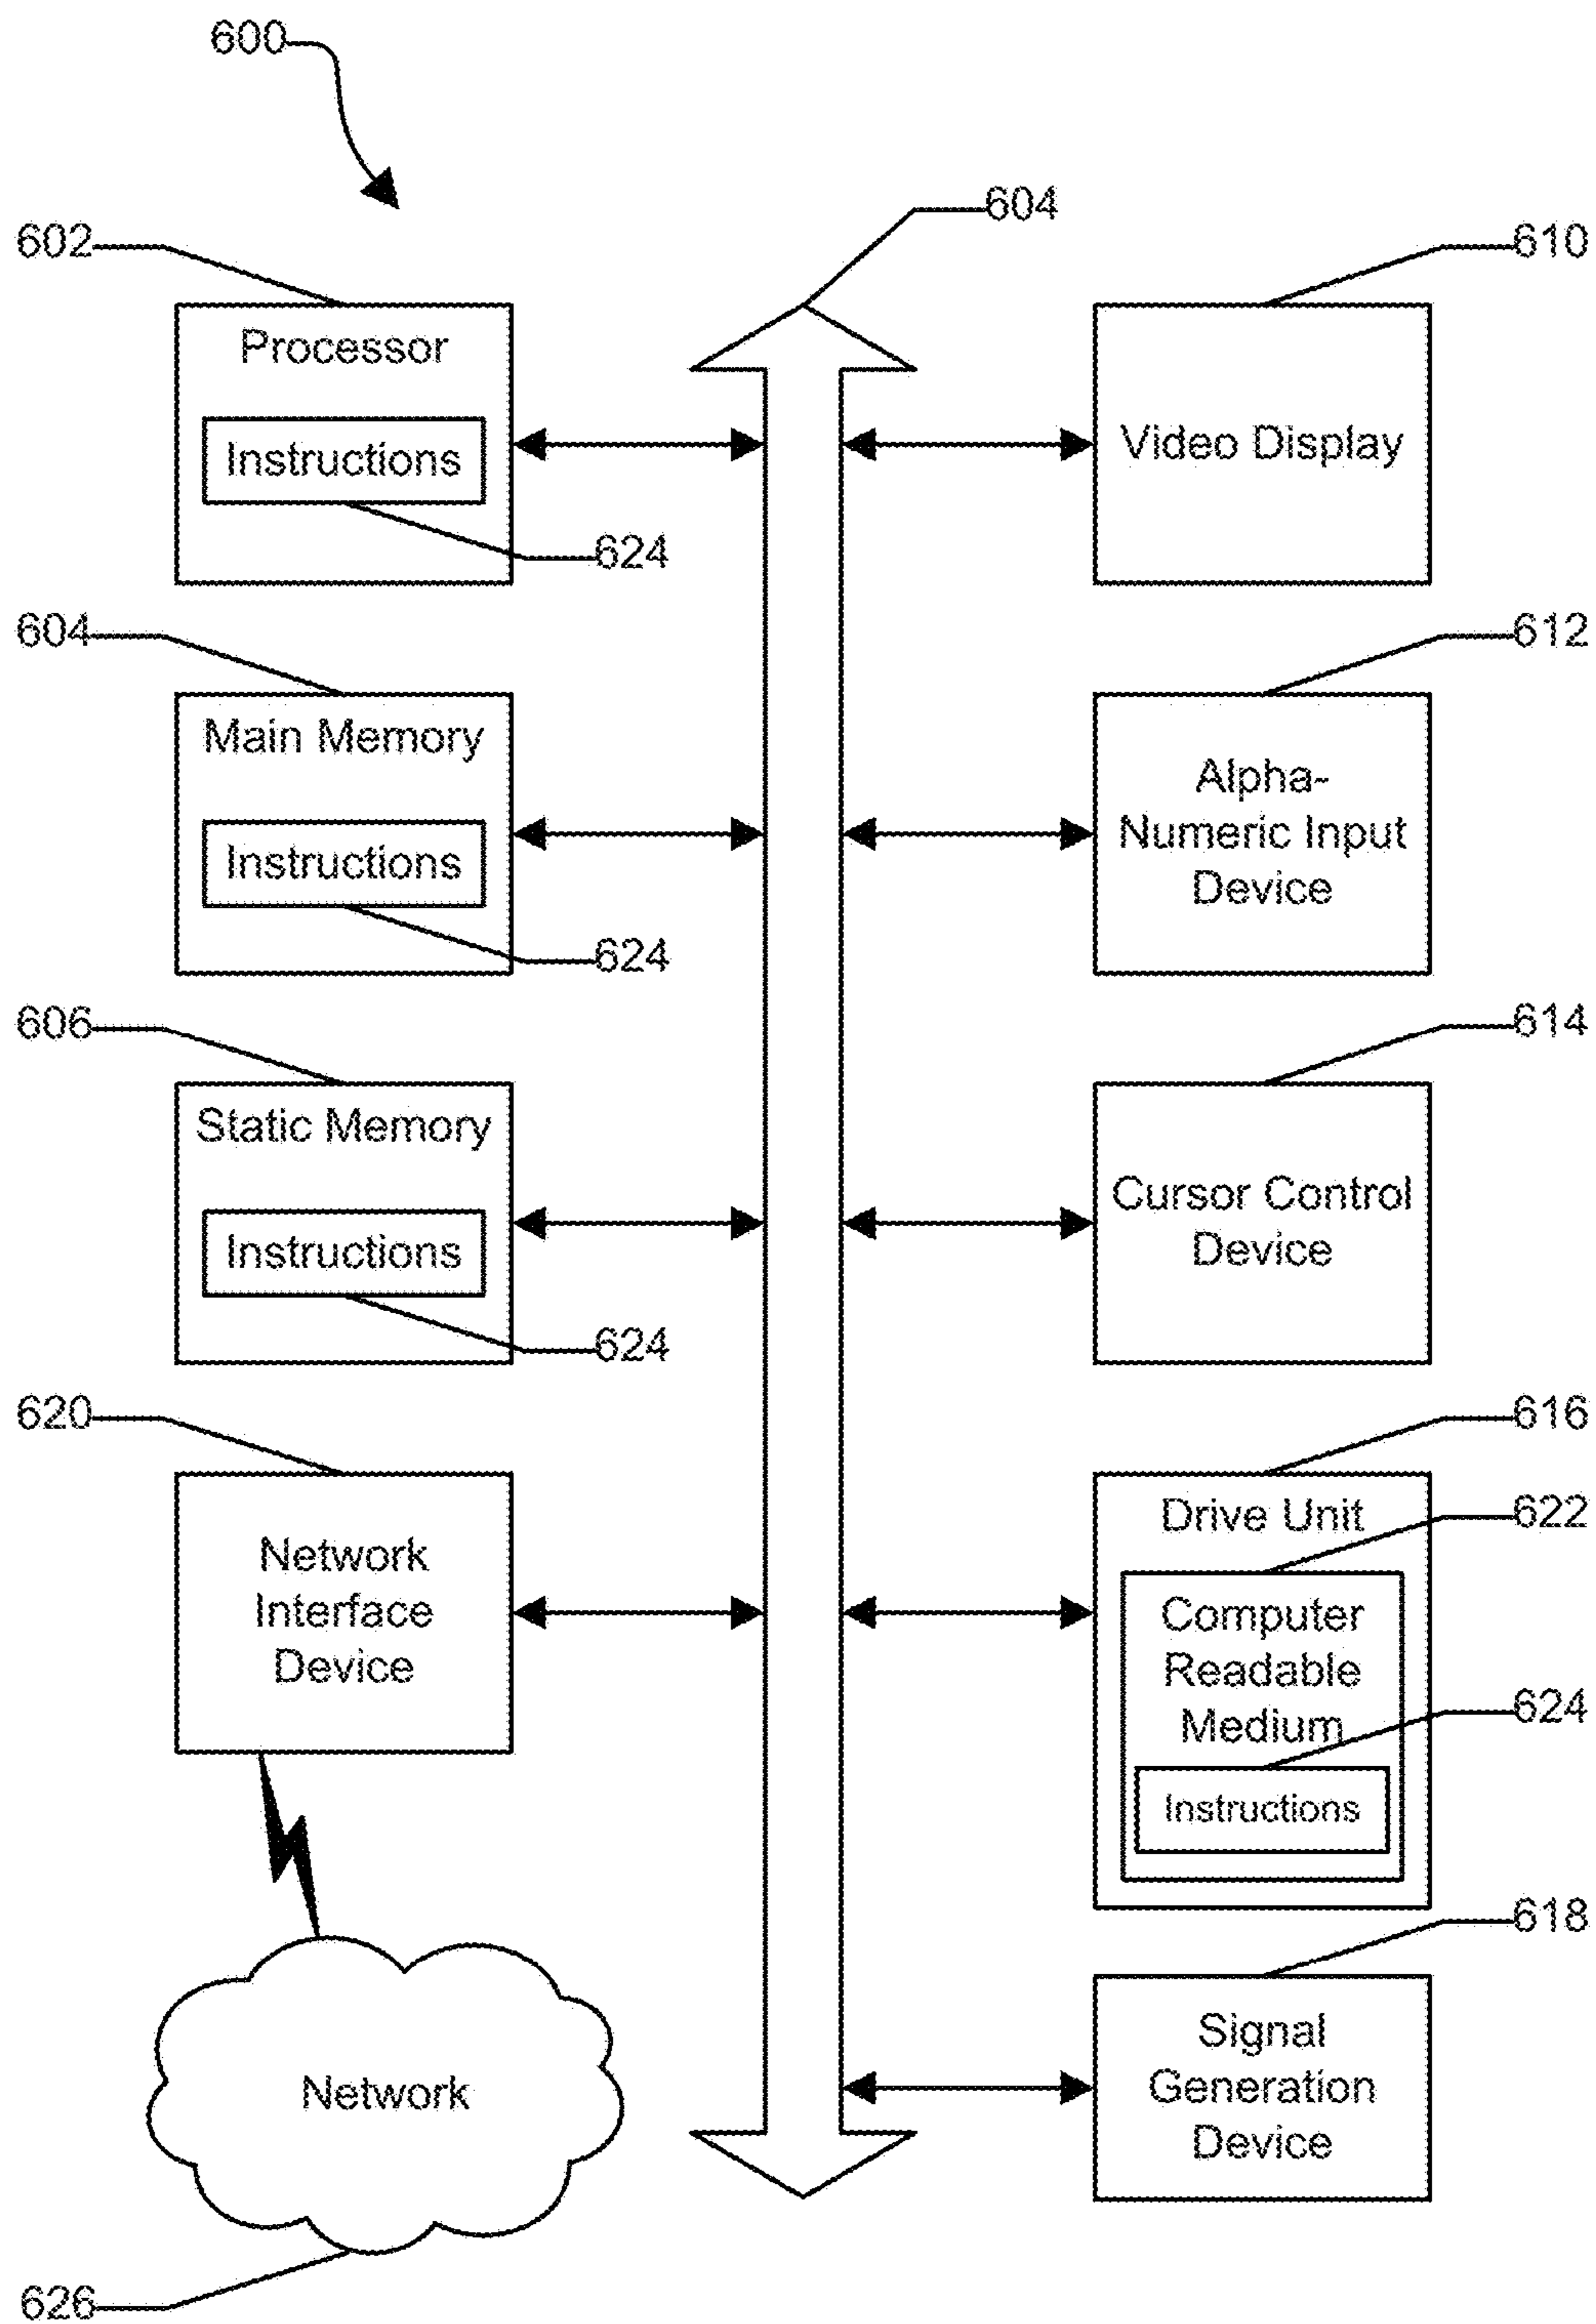 600
604
602
610
Processor
Instructions
624
Video Display
604
612
Main Memory
Instructions
624
Alpha-
Numeric Input
Device
606
614
Static Memory
Instructions
624
Cursor Control
Device
620
616
Network
Interface
Device
Drive Unit
622
Computer
Readable
Medium
624
Instructions
618
Network
Signal
Generation
Device
626